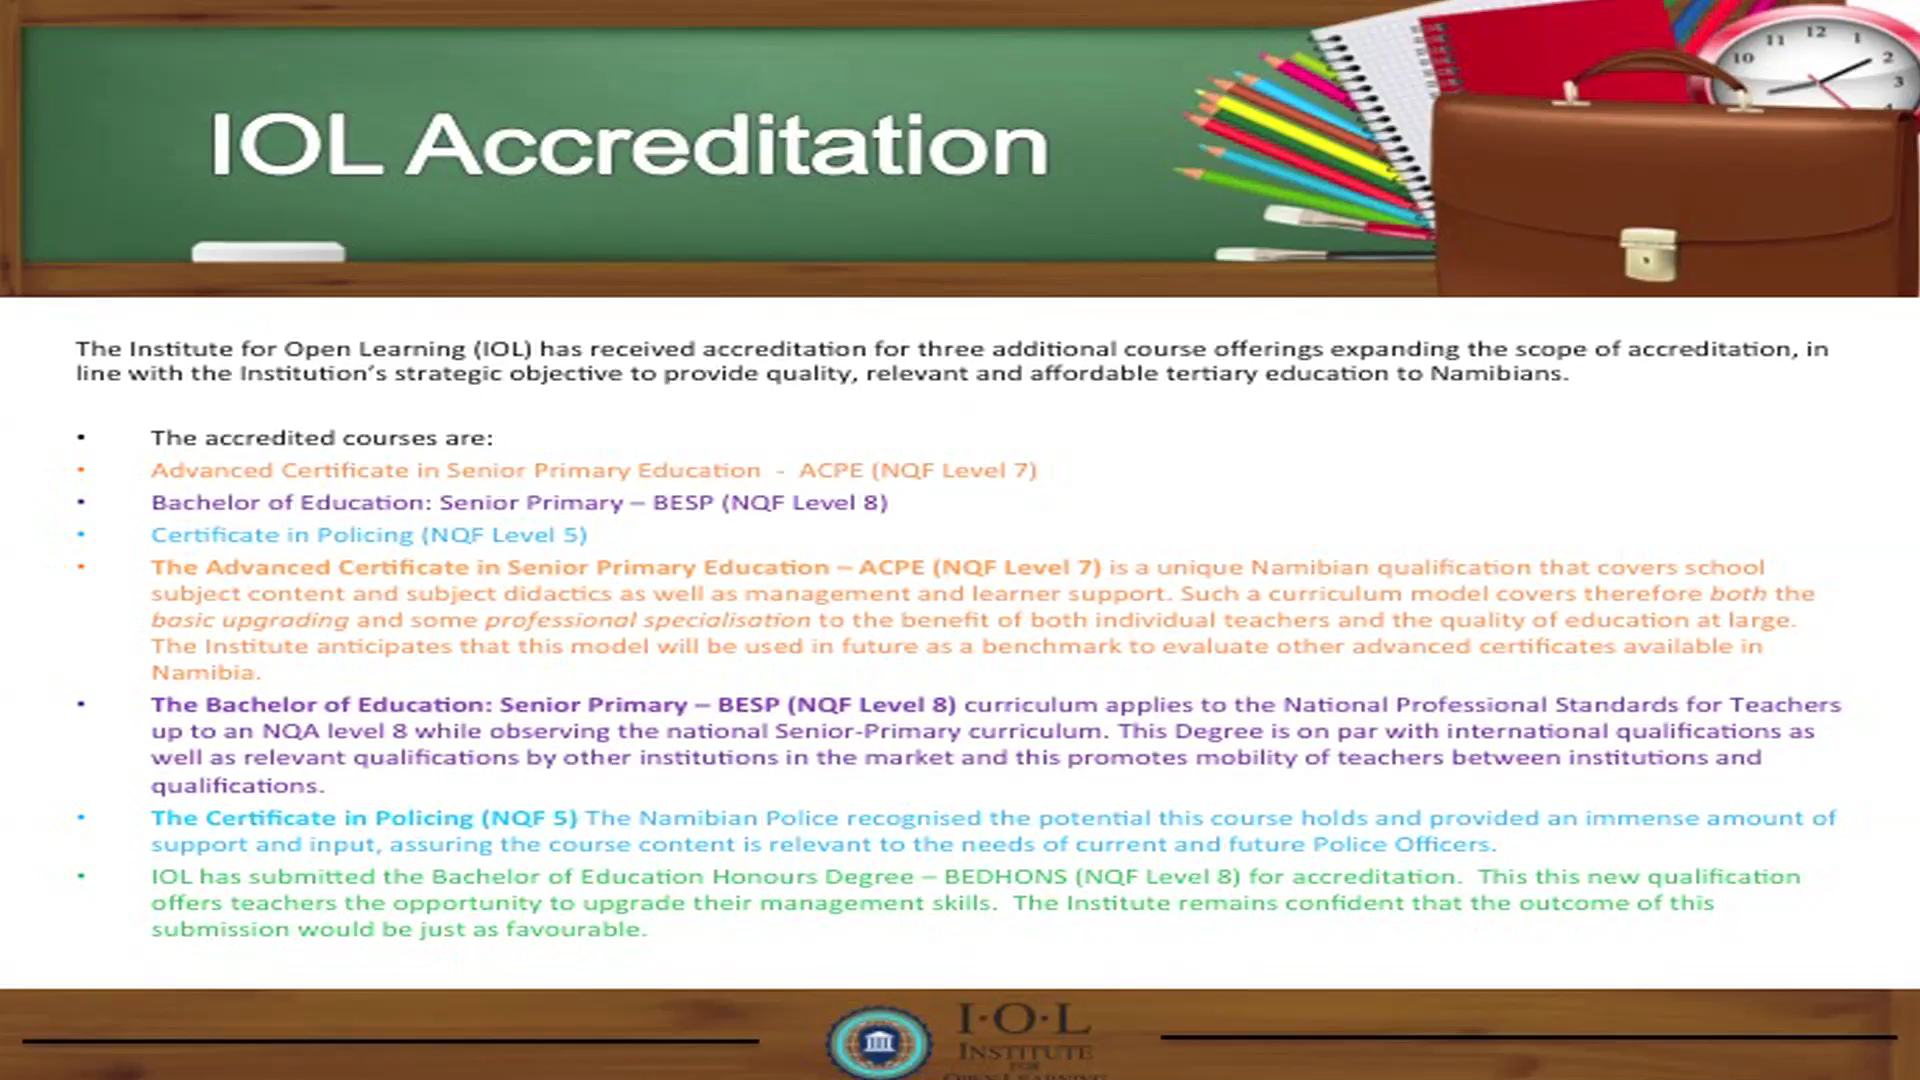 IOL Accreditation
11 12 1
10 2
3
4
The Institute for Open Learning (IOL) has received accreditation for three additional course offerings expanding the scope of accreditation, in
line with the Institution's strategic objective to provide quality, relevant and affordable tertiary education to Namibians.
• The accredited courses are:
• Advanced Certificate in Senior Primary Education - ACPE (NQF Level 7)
• Bachelor of Education: Senior Primary – BESP (NQF Level 8)
• Certificate in Policing (NQF Level 5)
• The Advanced Certificate in Senior Primary Education – ACPE (NQF Level 7) is a unique Namibian qualification that covers school
subject content and subject didactics as well as management and learner support. Such a curriculum model covers therefore both the
basic upgrading and some professional specialisation to the benefit of both individual teachers and the quality of education at large.
The Institute anticipates that this model will be used in future as a benchmark to evaluate other advanced certificates available in
Namibia.
• The Bachelor of Education: Senior Primary – BESP (NQF Level 8) curriculum applies to the National Professional Standards for Teachers
up to an NQA level 8 while observing the national Senior-Primary curriculum. This Degree is on par with international qualifications as
well as relevant qualifications by other institutions in the market and this promotes mobility of teachers between institutions and
qualifications.
• The Certificate in Policing (NQF 5) The Namibian Police recognised the potential this course holds and provided an immense amount of
support and input, assuring the course content is relevant to the needs of current and future Police Officers.
• IOL has submitted the Bachelor of Education Honours Degree – BEDHONS (NQF Level 8) for accreditation. This this new qualification
offers teachers the opportunity to upgrade their management skills. The Institute remains confident that the outcome of this
submission would be just as favourable.
I·O·L
INSTITUTE
FOR
OPEN LEARNING